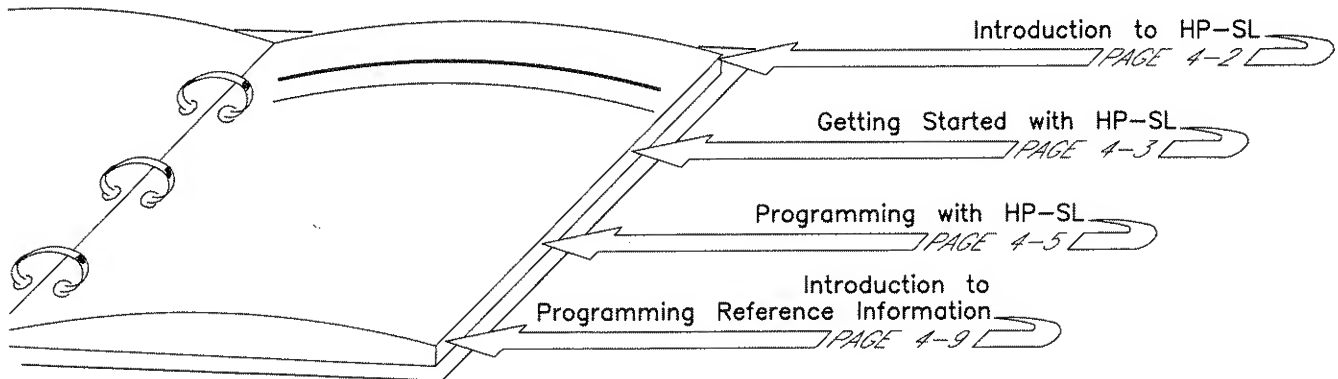 Introduction to HP-SL
PAGE 4-2
Getting Started with HP-SL
PAGE 4-3
Programming with HP-SL
PAGE 4-5
Introduction to
Programming Reference Information
PAGE 4-9